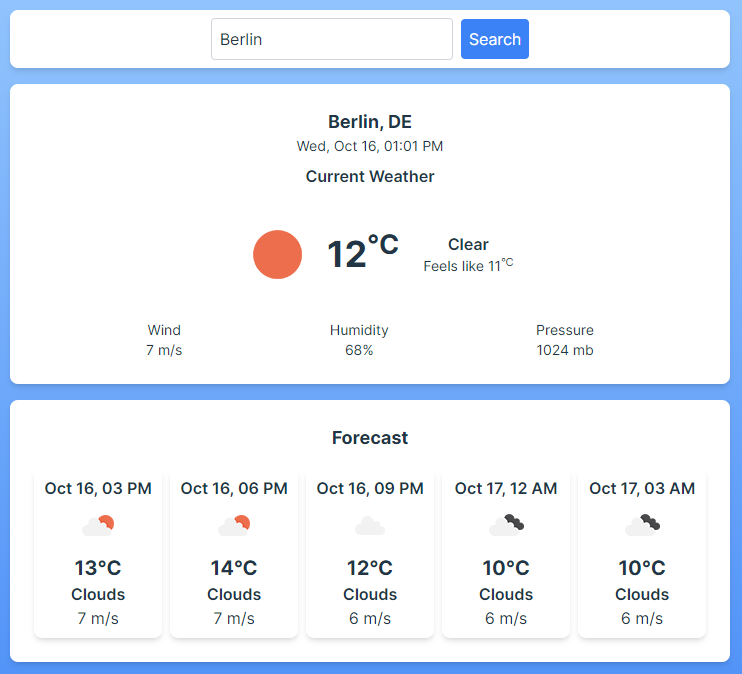 Berlin
Search
Berlin, DE
Wed, Oct 16, 01:01 PM
Current Weather
12°C
Clear
Feels like 11°C
Wind
7 m/s
Humidity
68%
Pressure
1024 mb
Forecast
Oct 16, 03 PM
13°C
Clouds
7 m/s
Oct 16, 06 PM
14°C
Clouds
7 m/s
Oct 16, 09 PM
12°C
Clouds
6 m/s
Oct 17, 12 AM
10°C
Clouds
6 m/s
Oct 17, 03 AM
10°C
Clouds
6 m/s